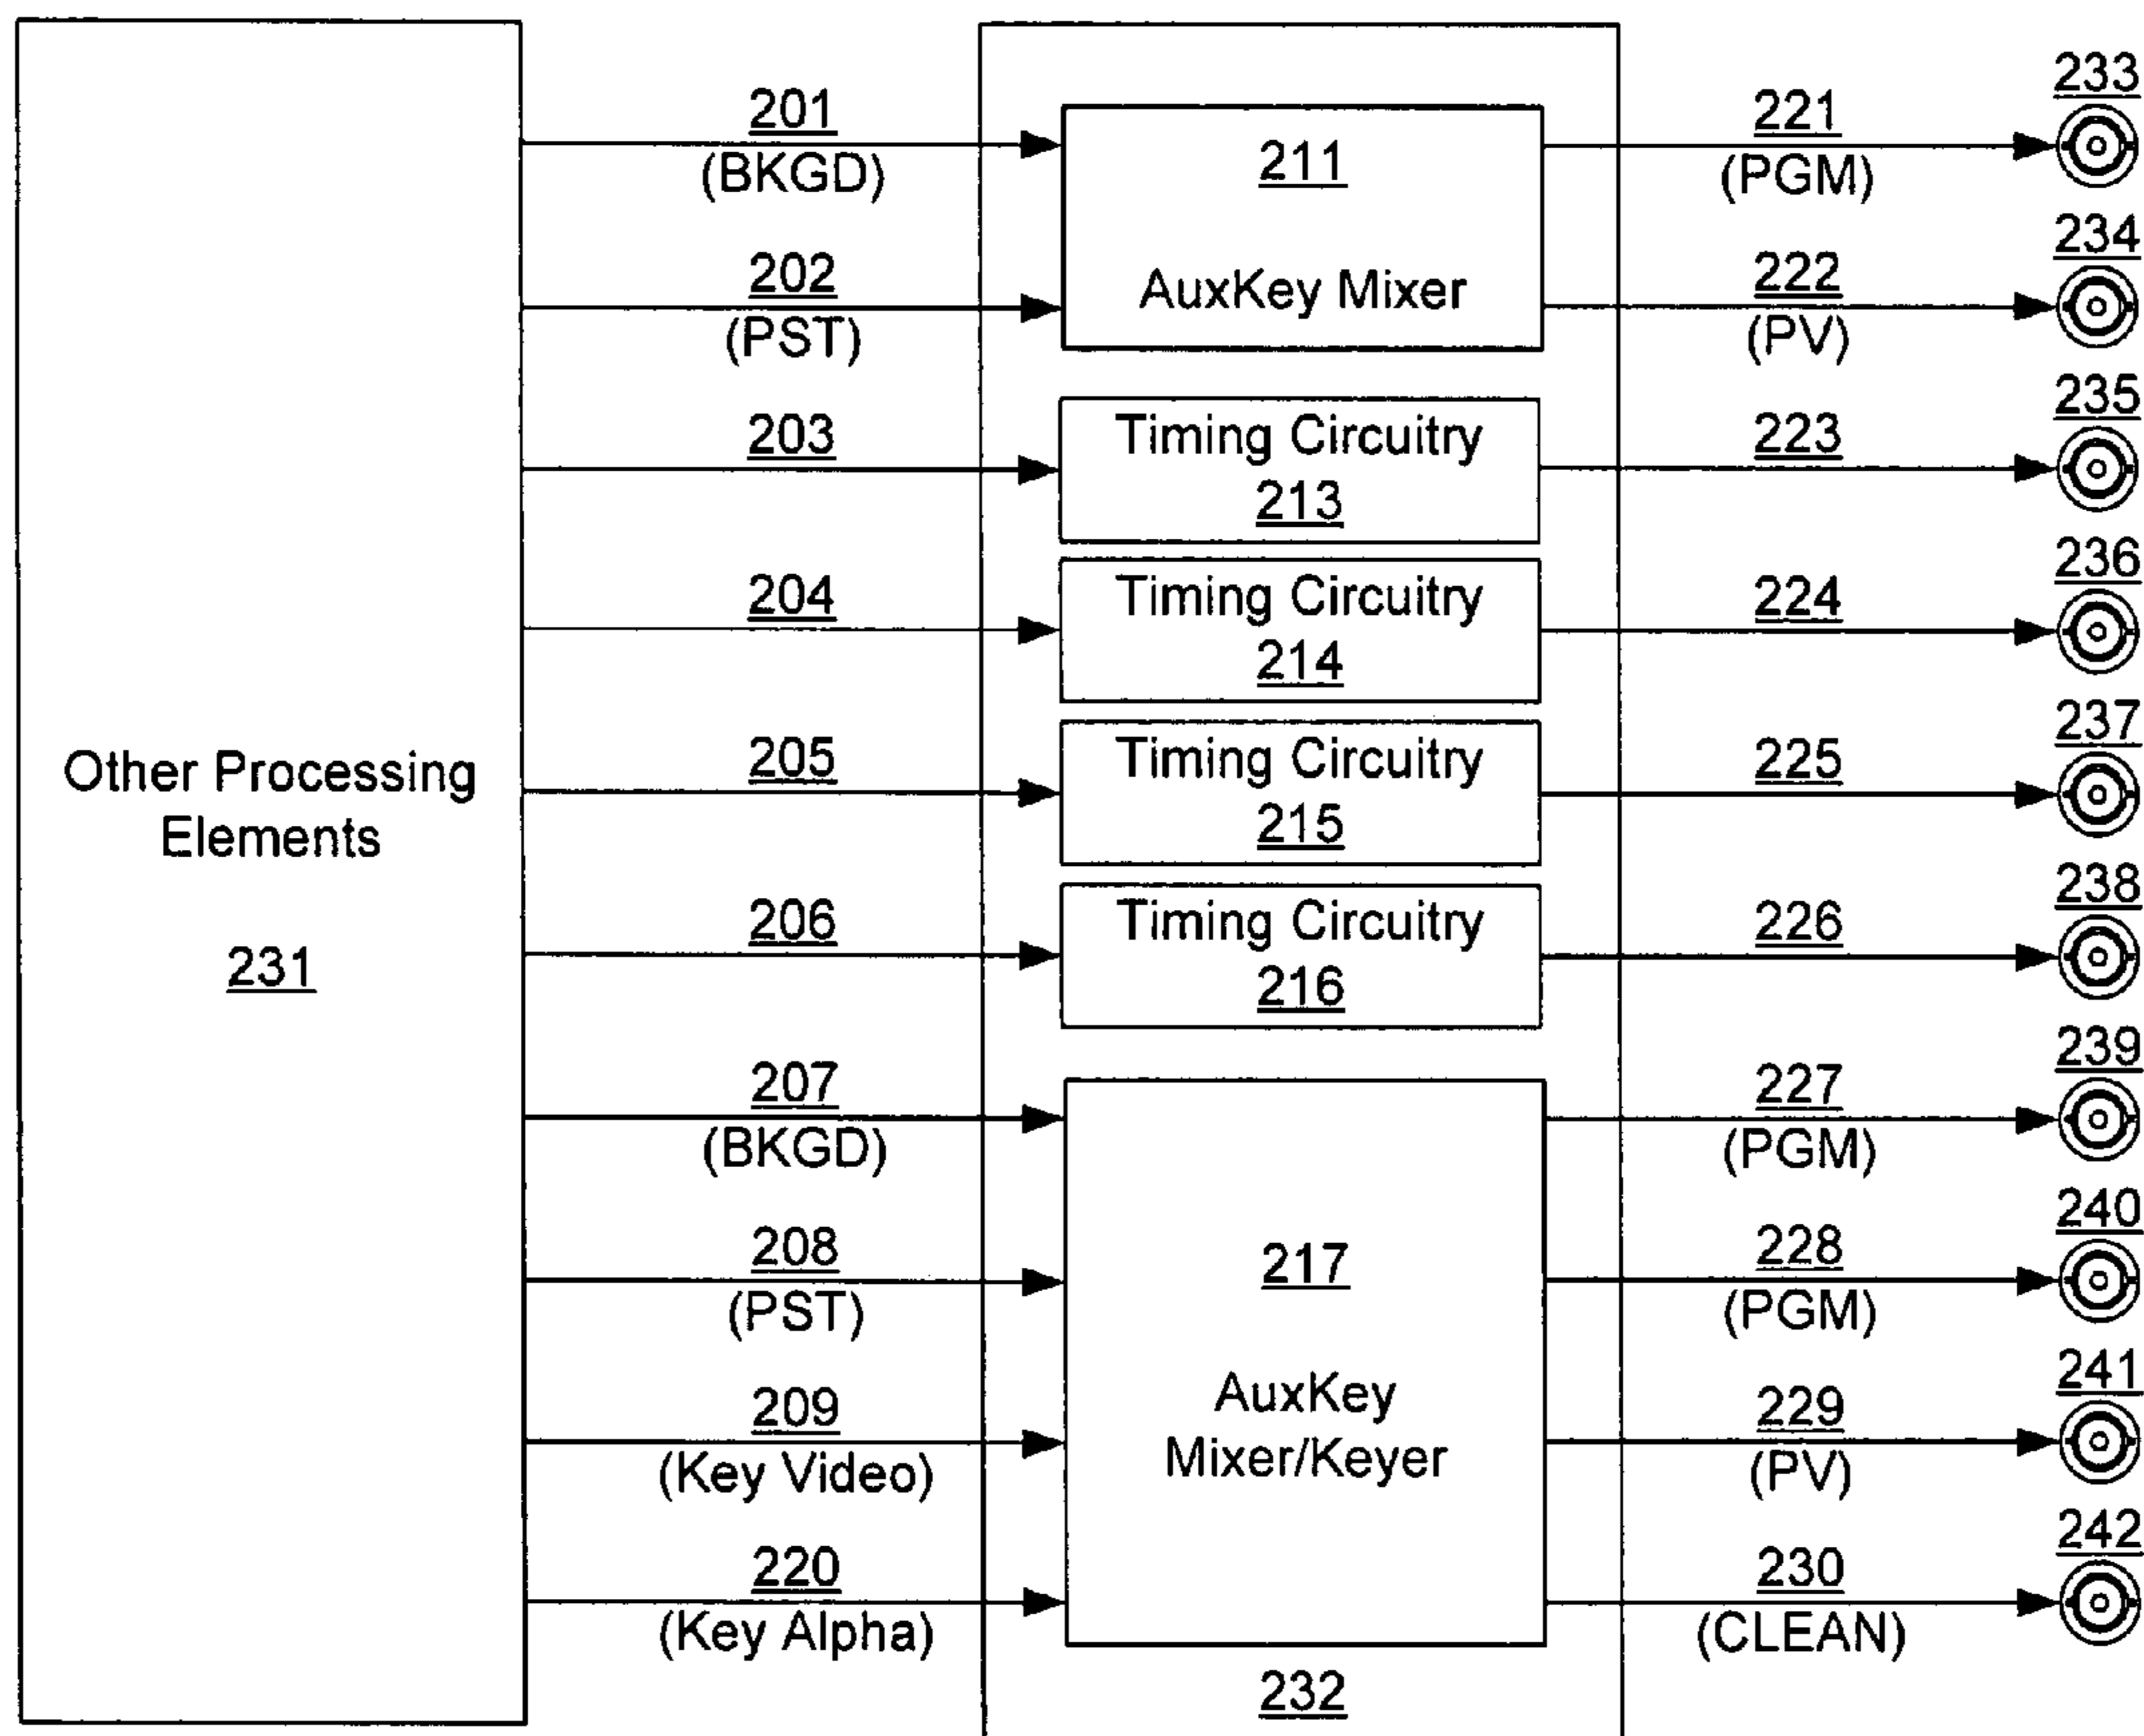 Other Processing
Elements
231
201
(BKGD)
202
(PST)
203
204
205
206
207
(BKGD)
208
(PST)
209
(Key Video)
220
(Key Alpha)
211
AuxKey Mixer
Timing Circuitry
213
Timing Circuitry
214
Timing Circuitry
215
Timing Circuitry
216
217
AuxKey
Mixer/Keyer
232
221
(PGM)
222
(PV)
223
224
225
226
227
(PGM)
228
(PGM)
229
(PV)
230
(CLEAN)
233
234
235
236
237
238
239
240
241
242